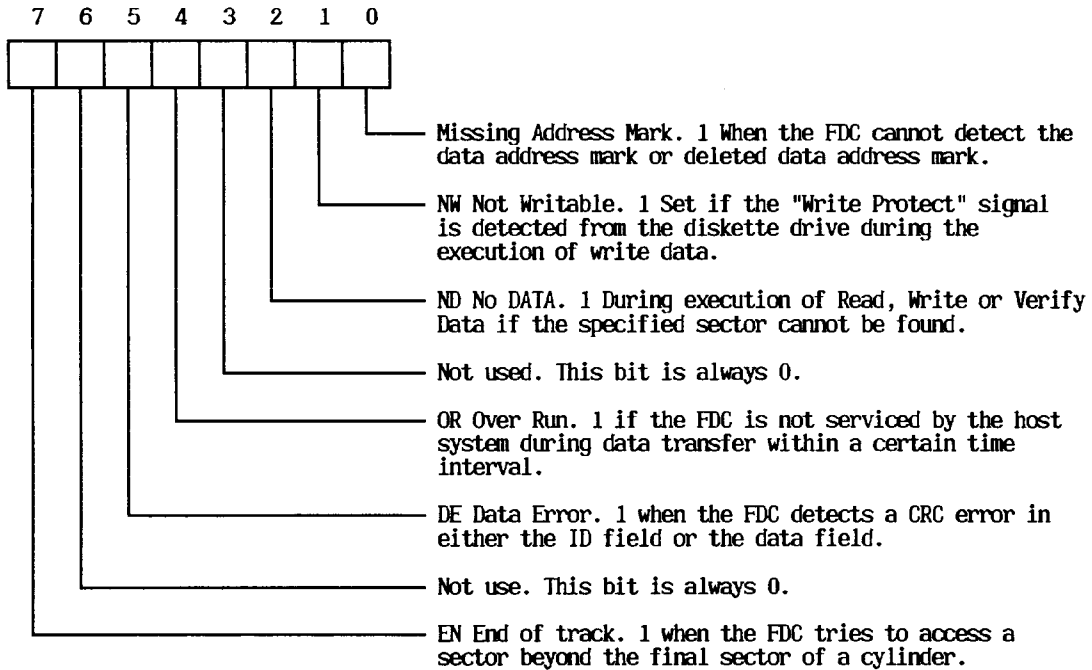 7 6 5 4 3 2 1 0
Missing Address Mark. 1 When the FDC cannot detect the
data address mark or deleted data address mark.
NW Not Writable. 1 Set if the "Write Protect" signal
is detected from the diskette drive during the
execution of write data.
ND No DATA. 1 During execution of Read, Write or Verify
Data if the specified sector cannot be found.
Not used. This bit is always 0.
OR Over Run. 1 if the FDC is not serviced by the host
system during data transfer within a certain time
interval.
DE Data Error. 1 when the FDC detects a CRC error in
either the ID field or the data field.
Not use. This bit is always 0.
EN End of track. 1 when the FDC tries to access a
sector beyond the final sector of a cylinder.